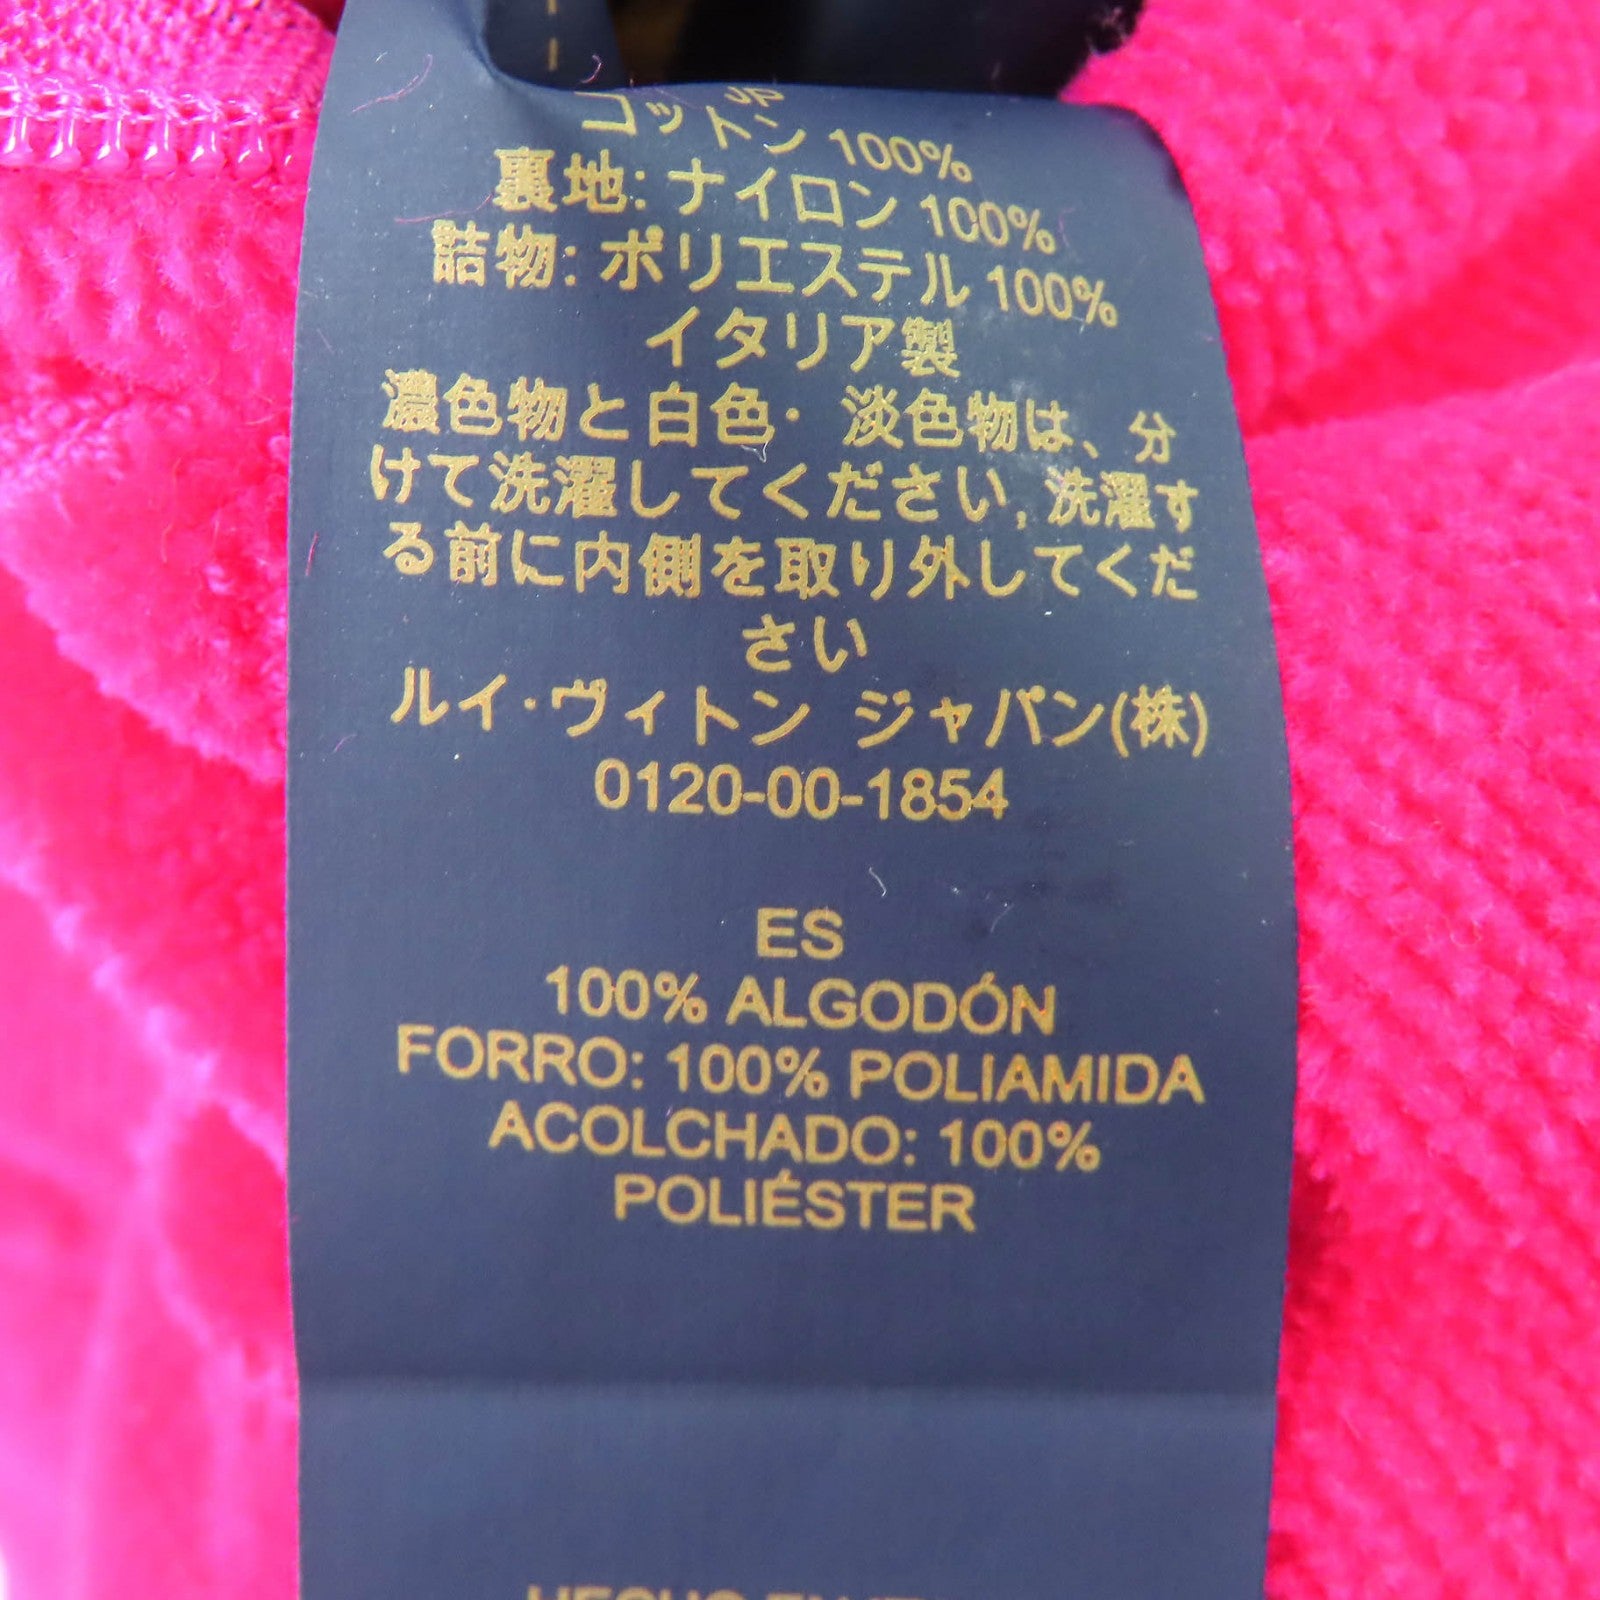 JP
コットン 100%
裏地: ナイロン 100%
詰物: ポリエステル 100%
イタリア製
濃色物と白色・ 淡色物は、分
けて洗濯してください, 洗濯す
る前に内側を取り外してくだ
さい
ルイ・ヴィトン ジャパン(株)
0120-00-1854
ES
100% ALGODÓN
FORRO: 100% POLIAMIDA
ACOLCHADO: 100%
POLIÉSTER
HECHO EN